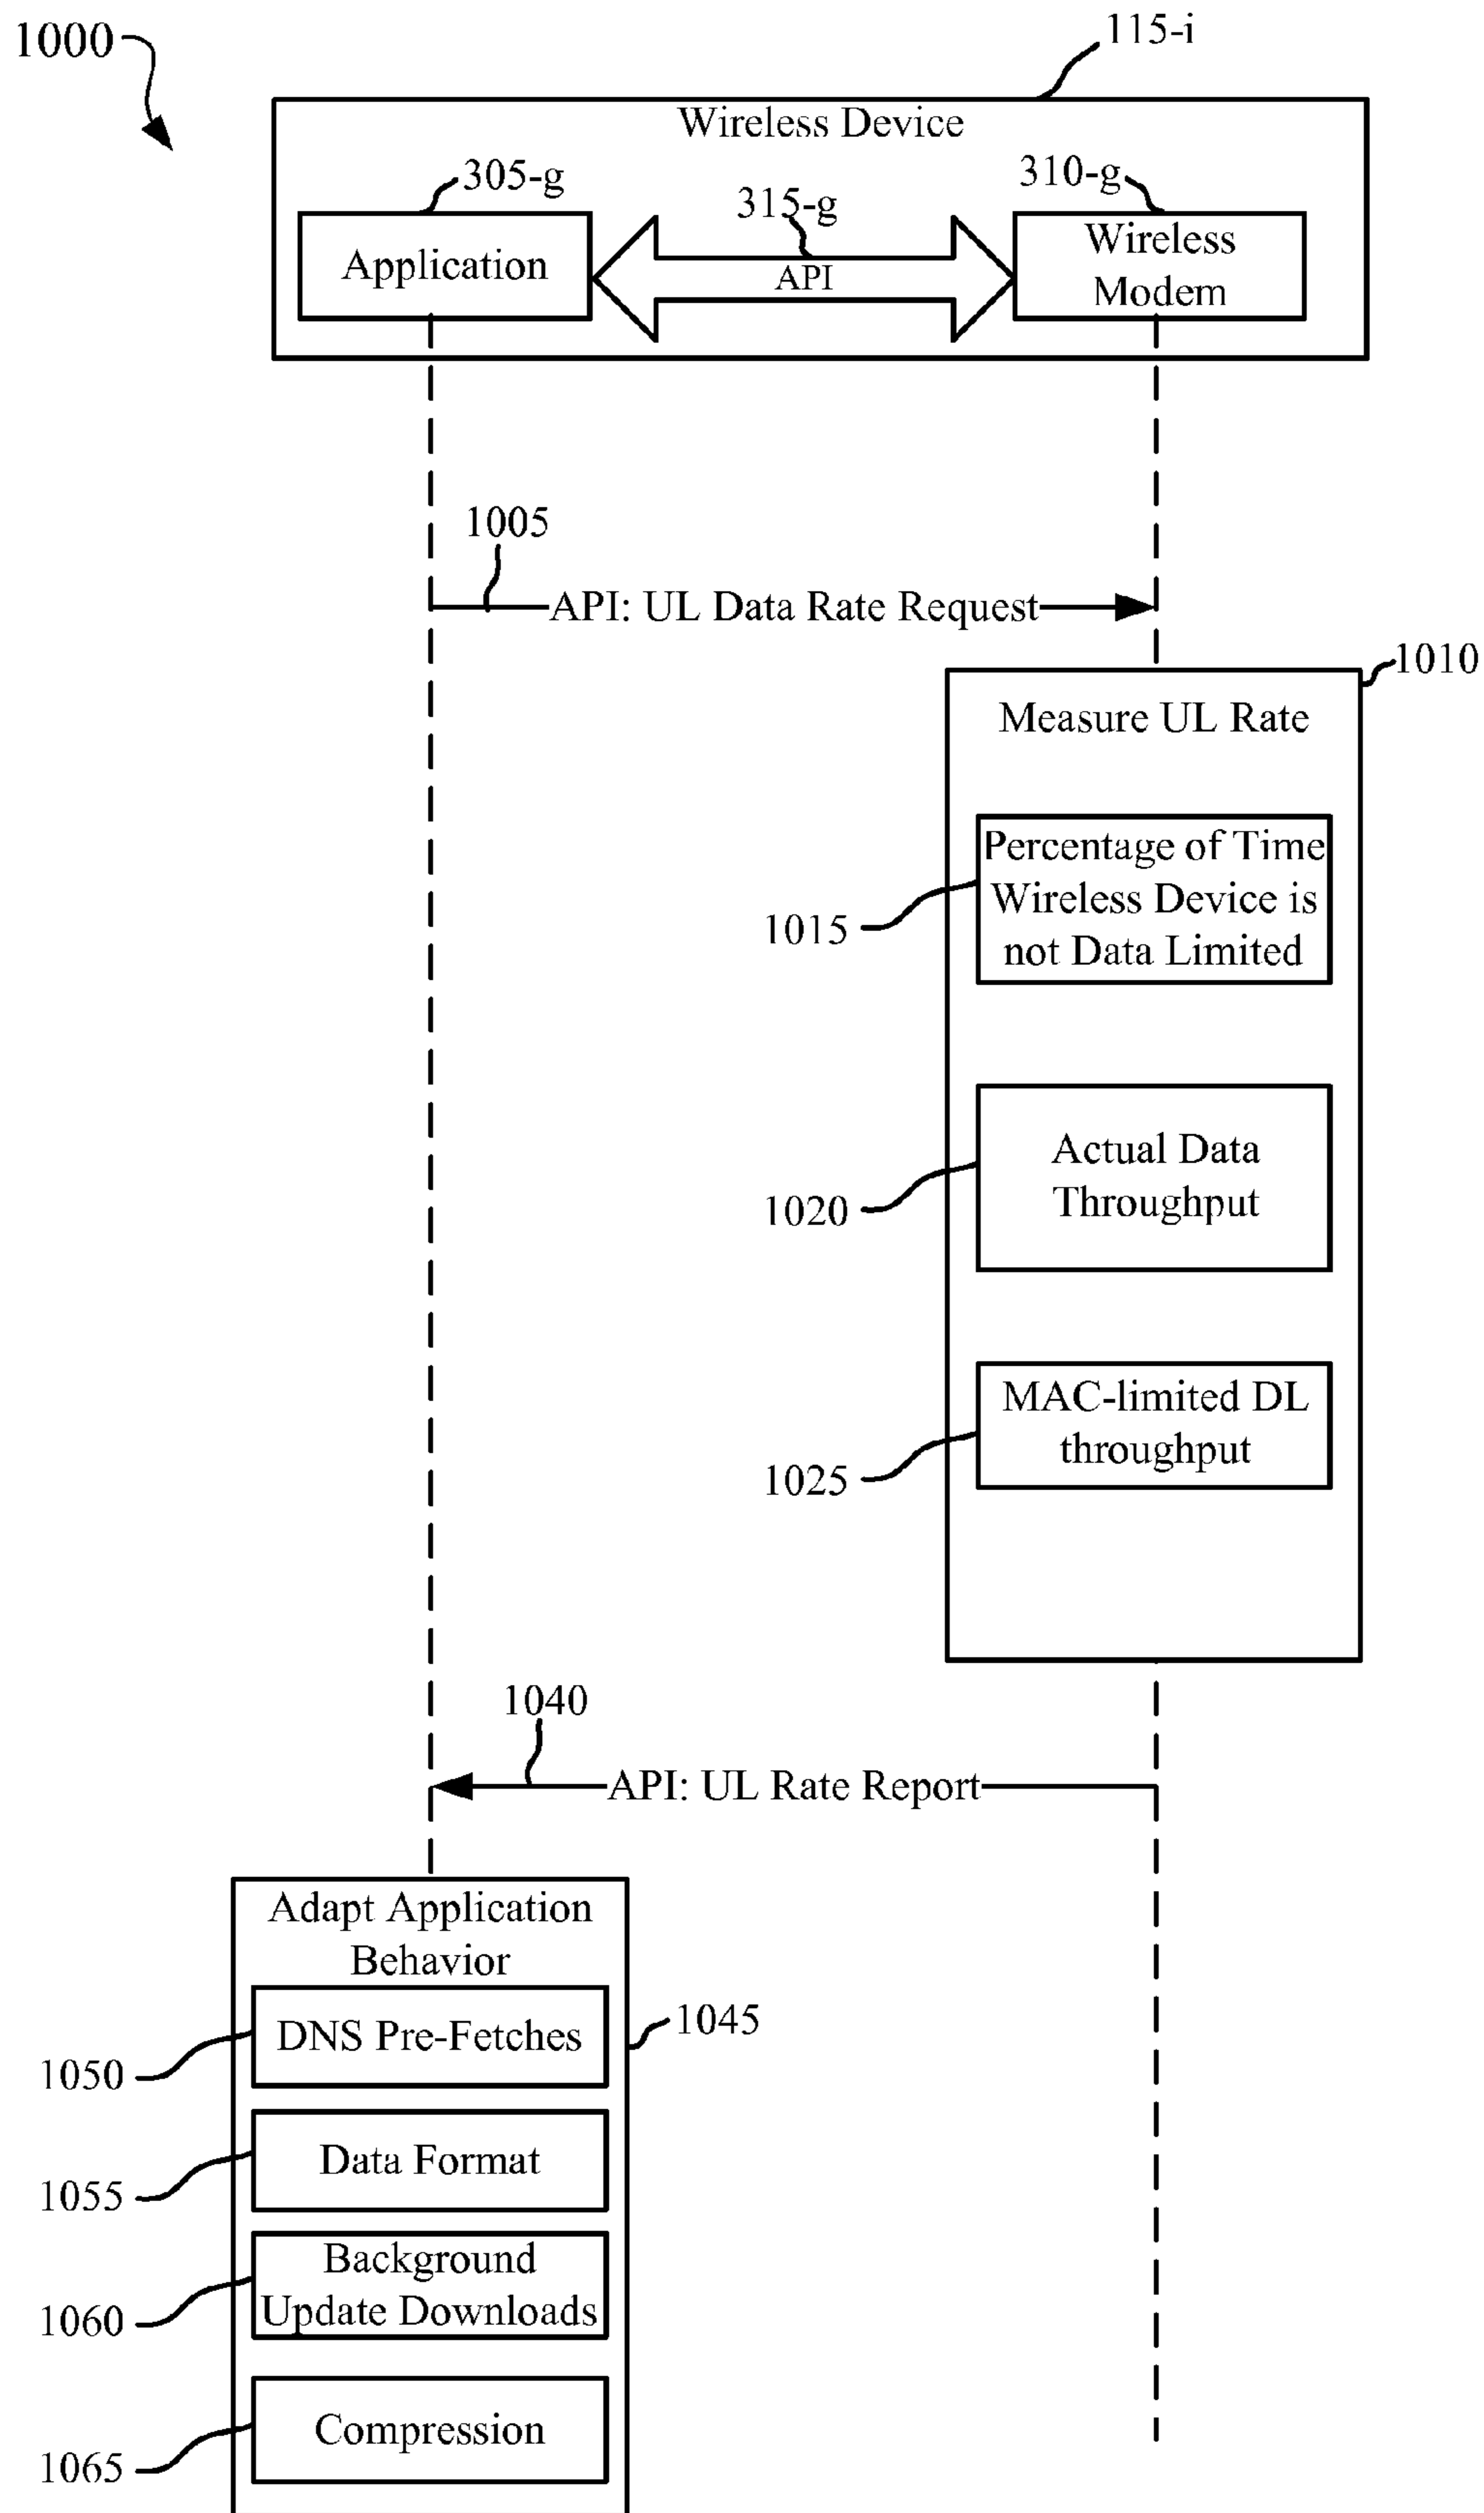 1000
115-i
Wireless Device
305-g
310-g
315-g
Application
API
Wireless
Modem
1005
API: UL Data Rate Request
1010
Measure UL Rate
Percentage of Time
Wireless Device is
not Data Limited
1015
Actual Data
Throughput
1020
MAC-limited DL
throughput
1025
1040
API: UL Rate Report
Adapt Application
Behavior
1045
DNS Pre-Fetches
1050
Data Format
1055
Background
Update Downloads
1060
Compression
1065